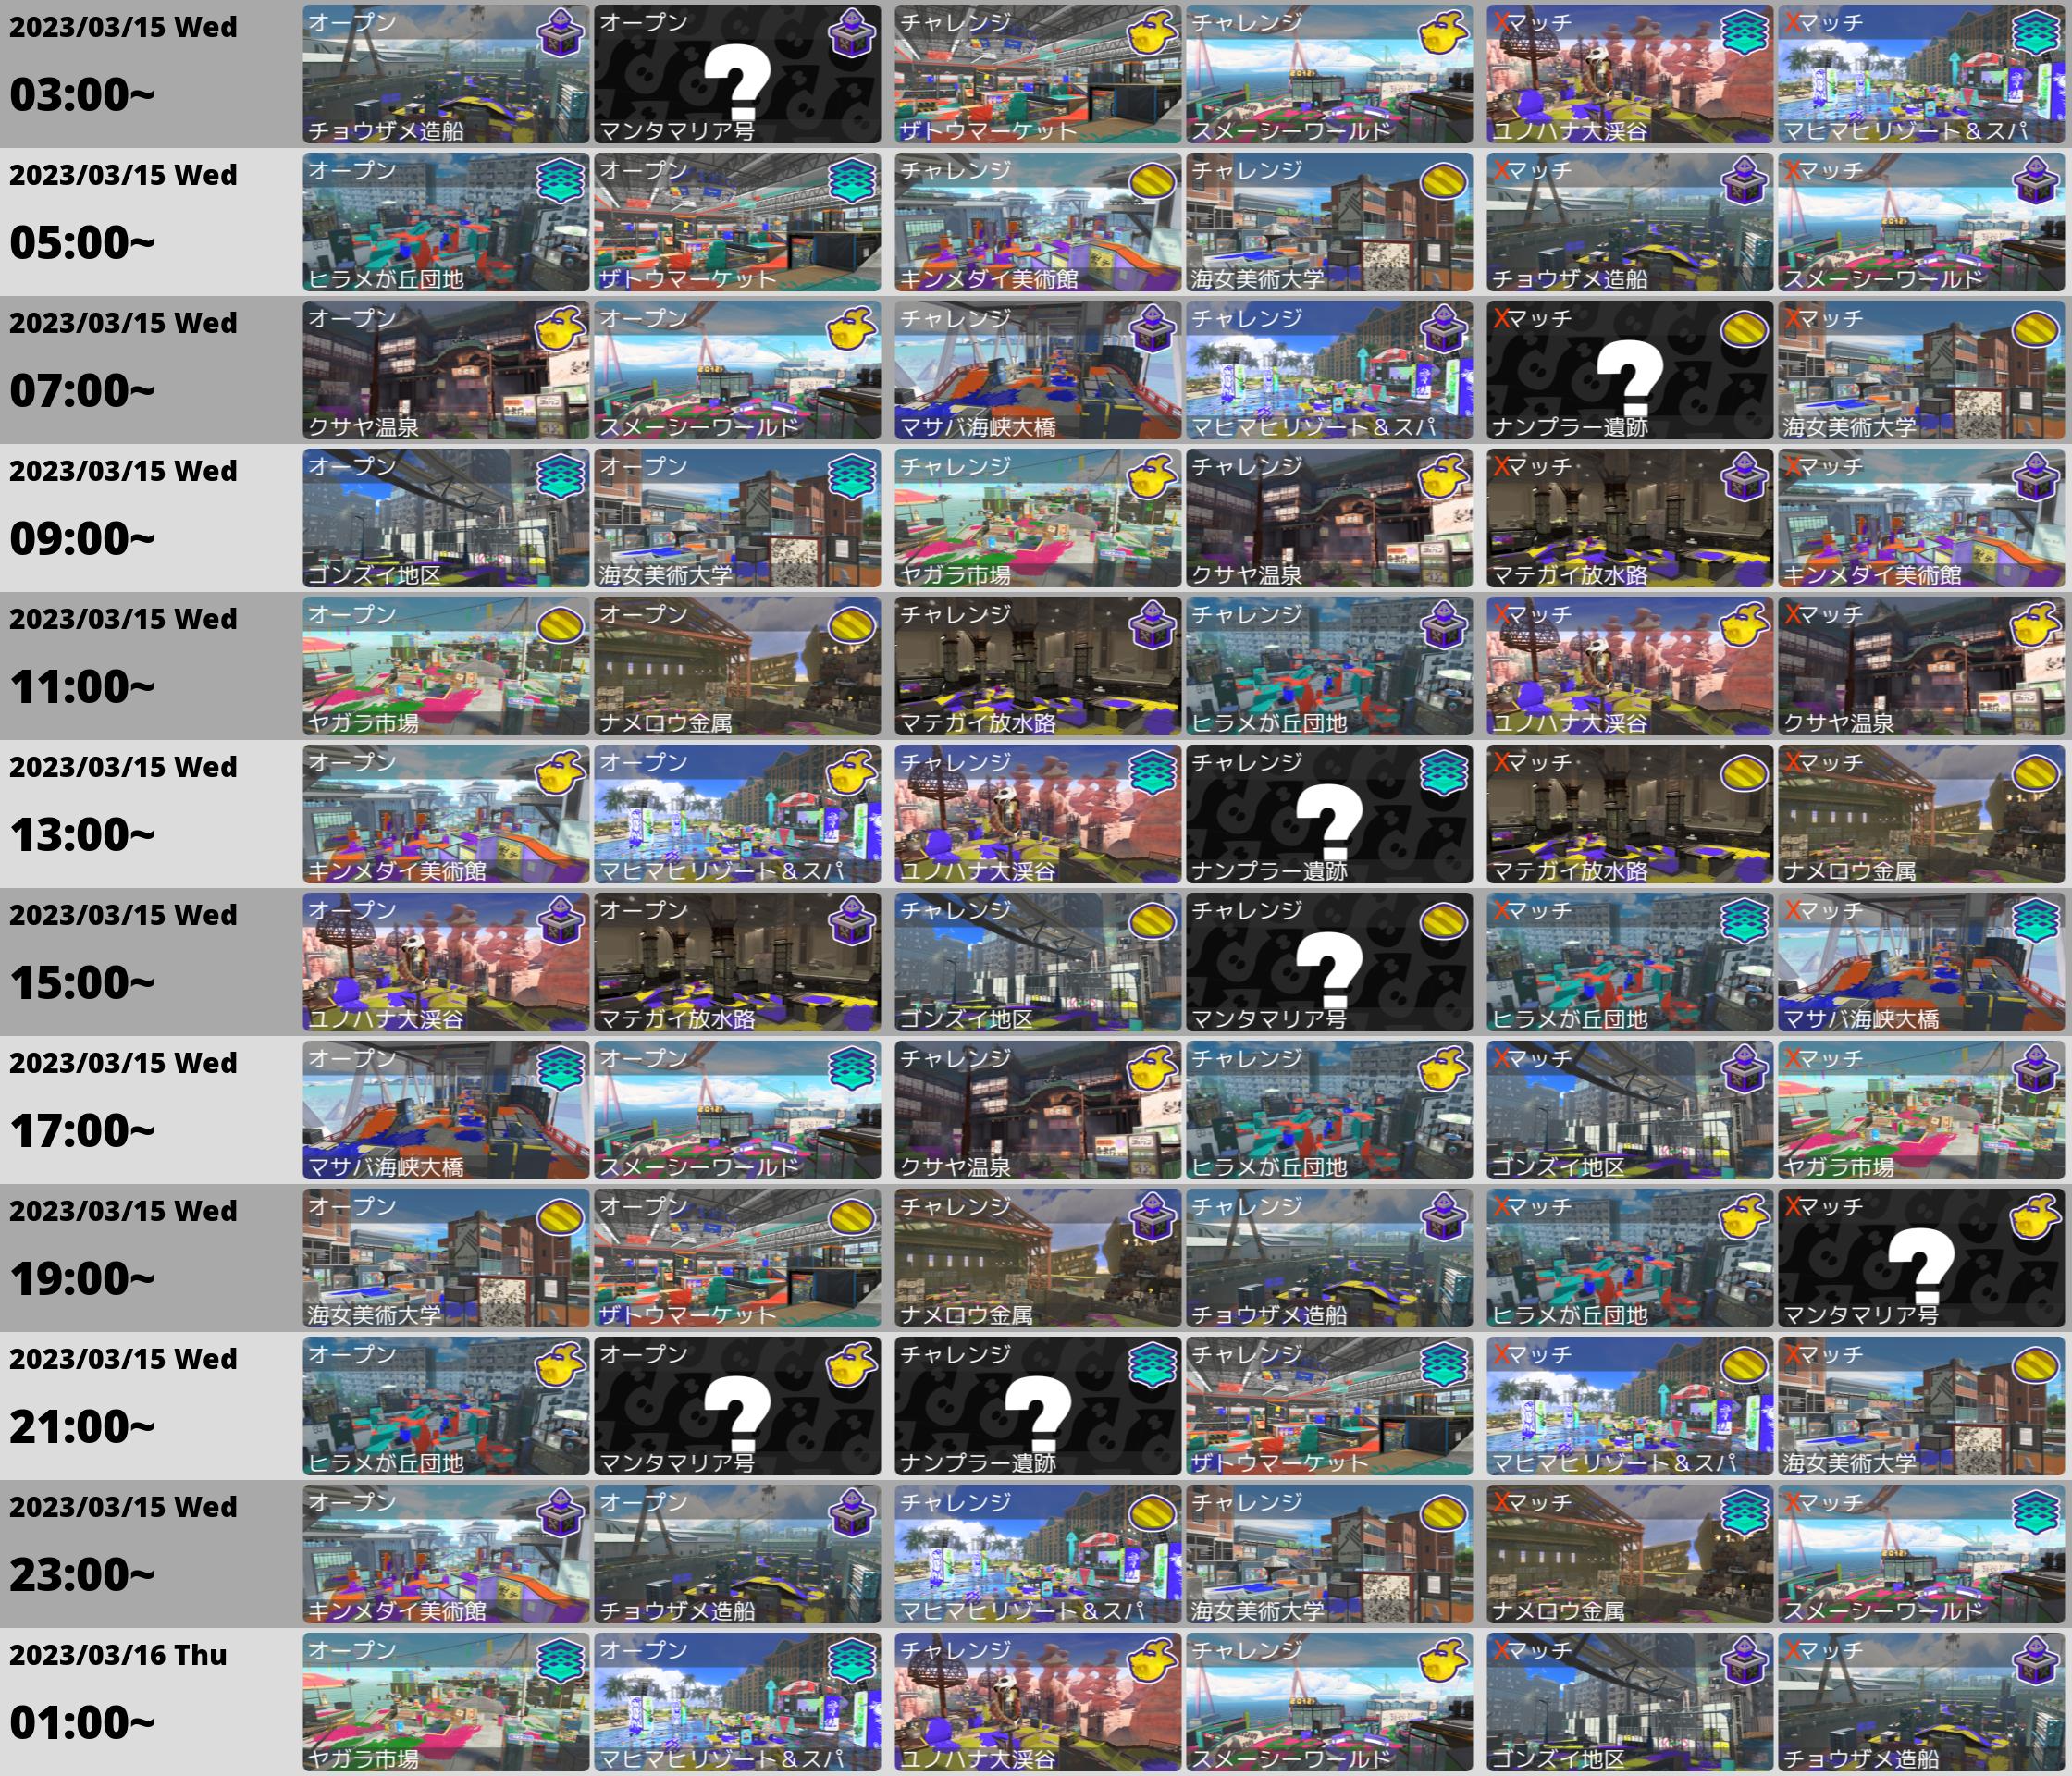 2023/03/15 Wed
03:00~
オープン
チョウザメ造船
オープン
マンタマリア号
チャレンジ
ザトウマーケット
チャレンジ
スメーシーワールド
Xマッチ
ユノハナ大渓谷
Xマッチ
マヒマヒリゾート&スパ
2023/03/15 Wed
05:00~
オープン
ヒラメが丘団地
オープン
ザトウマーケット
チャレンジ
キンメダイ美術館
チャレンジ
海女美術大学
Xマッチ
チョウザメ造船
Xマッチ
スメーシーワールド
2023/03/15 Wed
07:00~
オープン
クサヤ温泉
オープン
スメーシーワールド
チャレンジ
マサバ海峡大橋
チャレンジ
マヒマヒリゾート&スパ
Xマッチ
ナンプラー遺跡
Xマッチ
海女美術大学
2023/03/15 Wed
09:00~
オープン
ゴンズイ地区
オープン
海女美術大学
チャレンジ
ヤガラ市場
チャレンジ
クサヤ温泉
Xマッチ
マテガイ放水路
Xマッチ
キンメダイ美術館
2023/03/15 Wed
11:00~
オープン
ヤガラ市場
オープン
ナメロウ金属
チャレンジ
マテガイ放水路
チャレンジ
ヒラメが丘団地
Xマッチ
ユノハナ大渓谷
Xマッチ
クサヤ温泉
2023/03/15 Wed
13:00~
オープン
キンメダイ美術館
オープン
マヒマヒリゾート&スパ
チャレンジ
ユノハナ大渓谷
チャレンジ
ナンプラー遺跡
Xマッチ
マテガイ放水路
Xマッチ
ナメロウ金属
2023/03/15 Wed
15:00~
オープン
ユノハナ大渓谷
オープン
マテガイ放水路
チャレンジ
ゴンズイ地区
チャレンジ
マンタマリア号
Xマッチ
ヒラメが丘団地
Xマッチ
マサバ海峡大橋
2023/03/15 Wed
17:00~
オープン
マサバ海峡大橋
オープン
スメーシーワールド
チャレンジ
クサヤ温泉
チャレンジ
ヒラメが丘団地
Xマッチ
ゴンズイ地区
Xマッチ
ヤガラ市場
2023/03/15 Wed
19:00~
オープン
海女美術大学
オープン
ザトウマーケット
チャレンジ
ナメロウ金属
チャレンジ
チョウザメ造船
Xマッチ
ヒラメが丘団地
Xマッチ
マンタマリア号
2023/03/15 Wed
21:00~
オープン
ヒラメが丘団地
オープン
マンタマリア号
チャレンジ
ナンプラー遺跡
チャレンジ
ザトウマーケット
Xマッチ
マヒマヒリゾート&スパ
Xマッチ
海女美術大学
2023/03/15 Wed
23:00~
オープン
キンメダイ美術館
オープン
チョウザメ造船
チャレンジ
マヒマヒリゾート&スパ
チャレンジ
海女美術大学
Xマッチ
ナメロウ金属
Xマッチ
スメーシーワールド
2023/03/16 Thu
01:00~
オープン
ヤガラ市場
オープン
マヒマヒリゾート&スパ
チャレンジ
ユノハナ大渓谷
チャレンジ
スメーシーワールド
Xマッチ
ゴンズイ地区
Xマッチ
チョウザメ造船